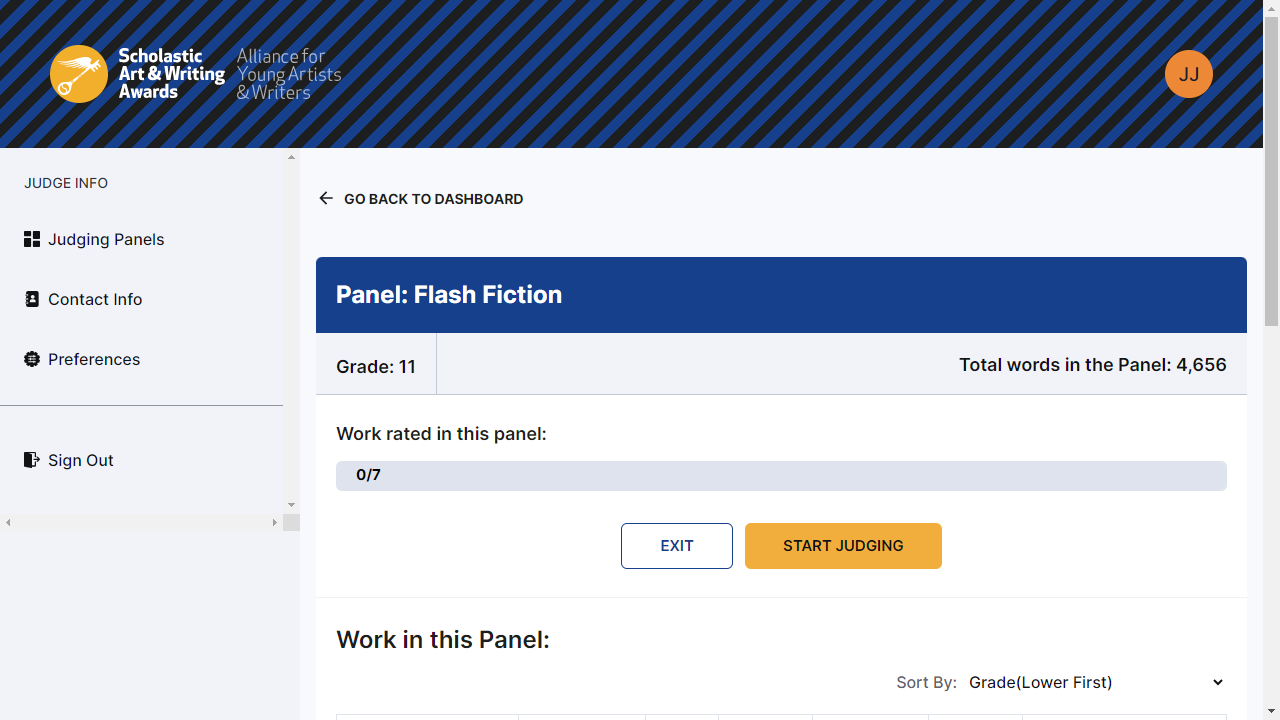 Scholastic
Art & Writing
Awards
Alliance for
Young Artists
& Writers
JJ
JUDGE INFO
Judging Panels
Contact Info
Preferences
Sign Out
GO BACK TO DASHBOARD
Panel: Flash Fiction
Grade: 11
Total words in the Panel: 4,656
Work rated in this panel:
0/7
EXIT
START JUDGING
Work in this Panel:
Sort By: Grade(Lower First)